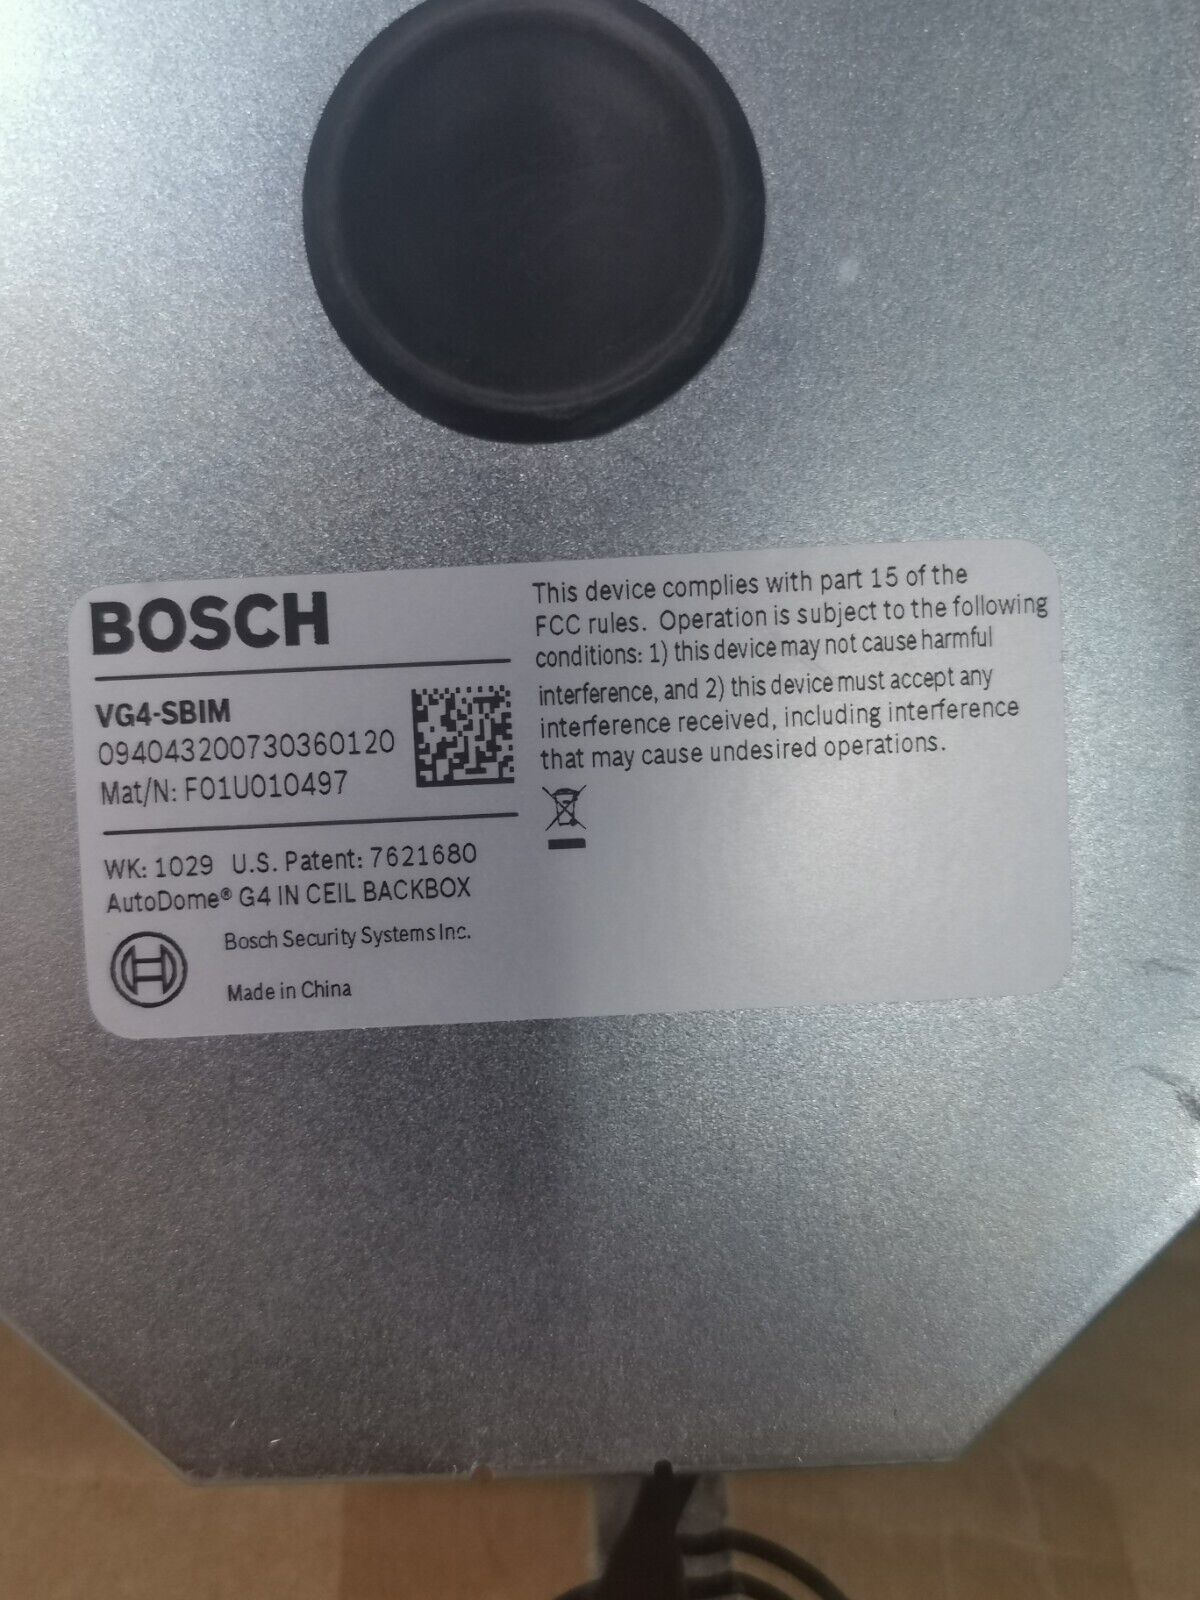 BOSCH
VG4-SBIM
094043200730360120
Mat/N: F01U010497
WK: 1029 U.S. Patent: 7621680
AutoDome® G4 IN CEIL BACKBOX
Bosch Security Systems Inc.
Made in China
This device complies with part 15 of the
FCC rules. Operation is subject to the following
conditions: 1) this device may not cause harmful
interference, and 2) this device must accept any
interference received, including interference
that may cause undesired operations.